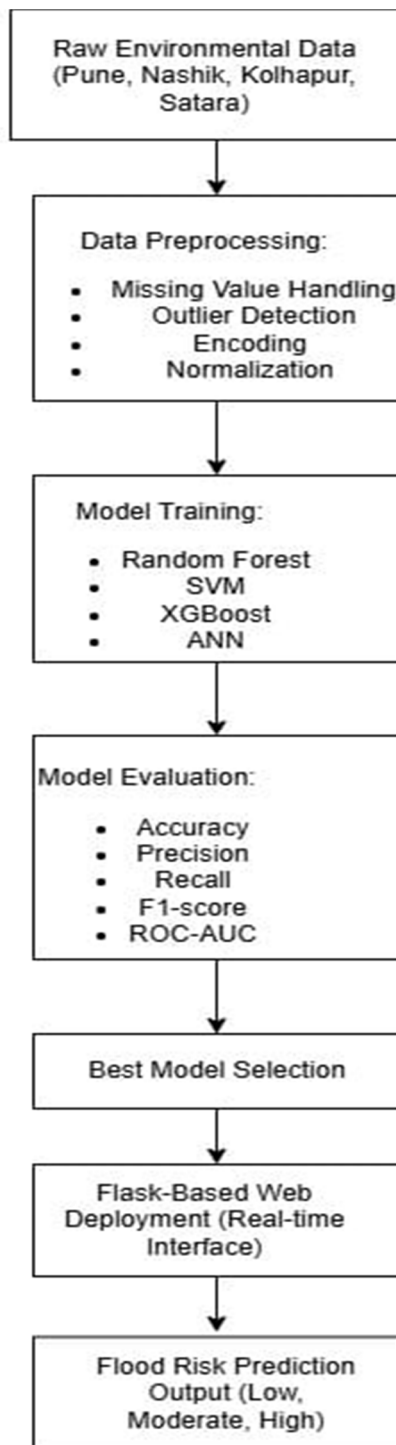 Raw Environmental Data
(Pune, Nashik, Kolhapur,
Satara)
Data Preprocessing:
• Missing Value Handling
• Outlier Detection
• Encoding
• Normalization
Model Training:
• Random Forest
• SVM
• XGBoost
• ANN
Model Evaluation:
• Accuracy
• Precision
• Recall
• F1-score
• ROC-AUC
Best Model Selection
Flask-Based Web
Deployment (Real-time
Interface)
Flood Risk Prediction
Output (Low,
Moderate, High)